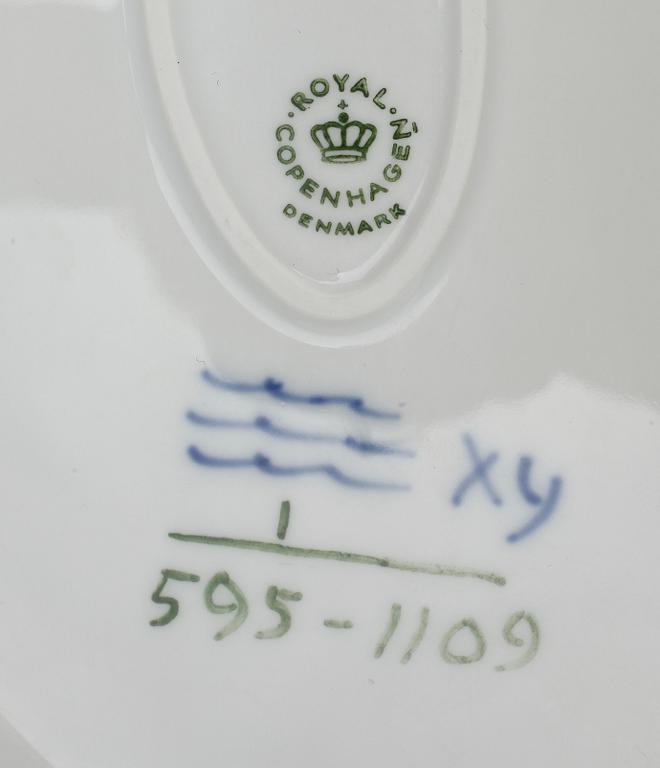 ROYAL COPENHAGEN
DENMARK
Xy
1
595-1109